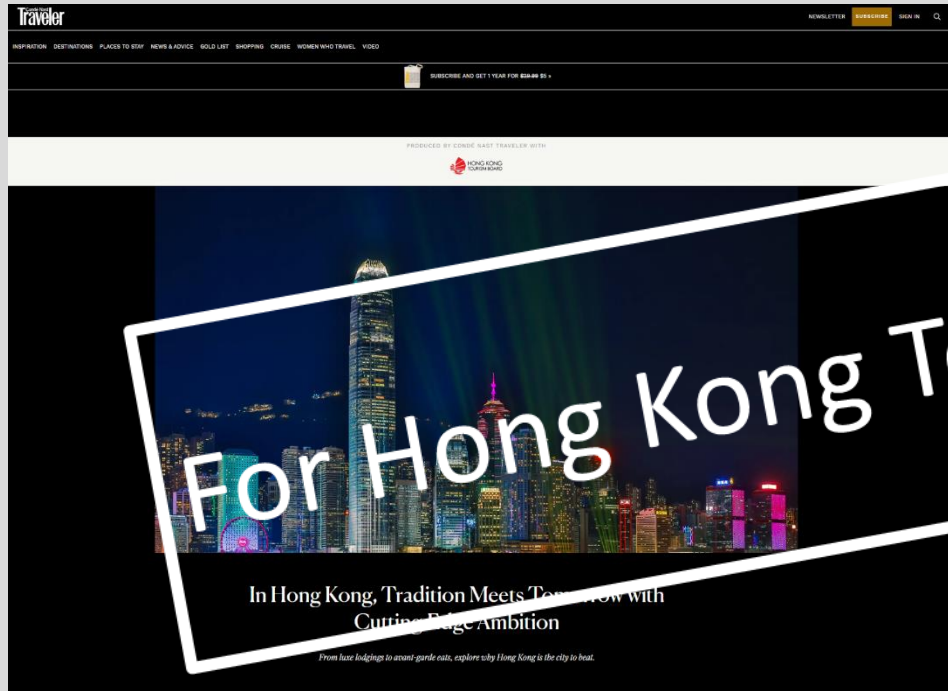 Condé Nast
Traveler
NEWSLETTER SUBSCRIBE SIGN IN
INSPIRATION DESTINATIONS PLACES TO STAY NEWS & ADVICE GOLD LIST SHOPPING CRUISE WOMEN WHO TRAVEL VIDEO
SUBSCRIBE AND GET 1 YEAR FOR $29.99 $5 »
PRODUCED BY CONDÉ NAST TRAVELER WITH
HONG KONG
TOURISM BOARD
For Hong Kong
In Hong Kong, Tradition Meets Tomorrow with
Cutting Edge Ambition
From luxe lodgings to avant-garde eats, explore why Hong Kong is the city to beat.